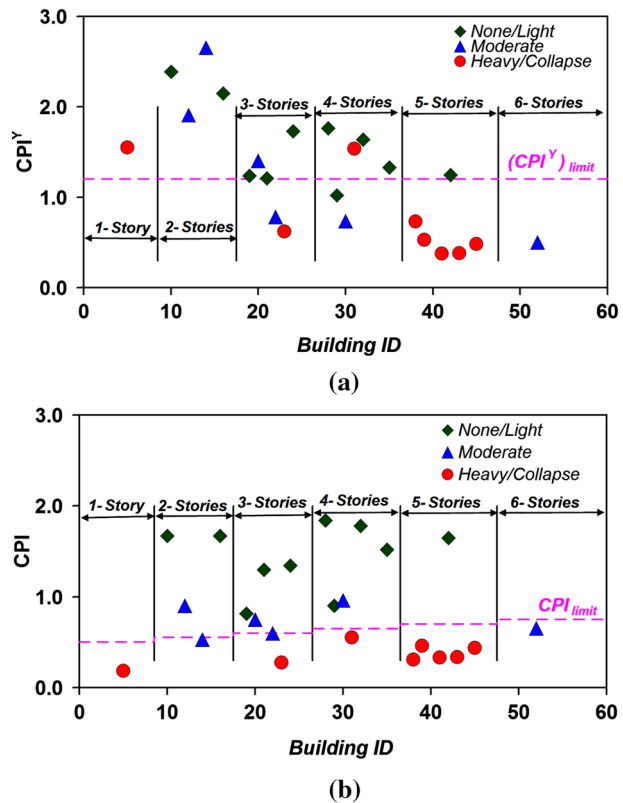 3.0
None/Light
Moderate
Heavy/Collapse
3- Stories
4- Stories
5- Stories
6- Stories
2.0
CPI^Y
(CPI^Y)limit
1.0
1- Story
2- Stories
0.0
0 10 20 30 40 50 60
Building ID
(a)
3.0
None/Light
Moderate
Heavy/Collapse
1- Story
2- Stories
3- Stories
4- Stories
5- Stories
6- Stories
2.0
CPI
1.0
CPI limit
0.0
0 10 20 30 40 50 60
Building ID
(b)